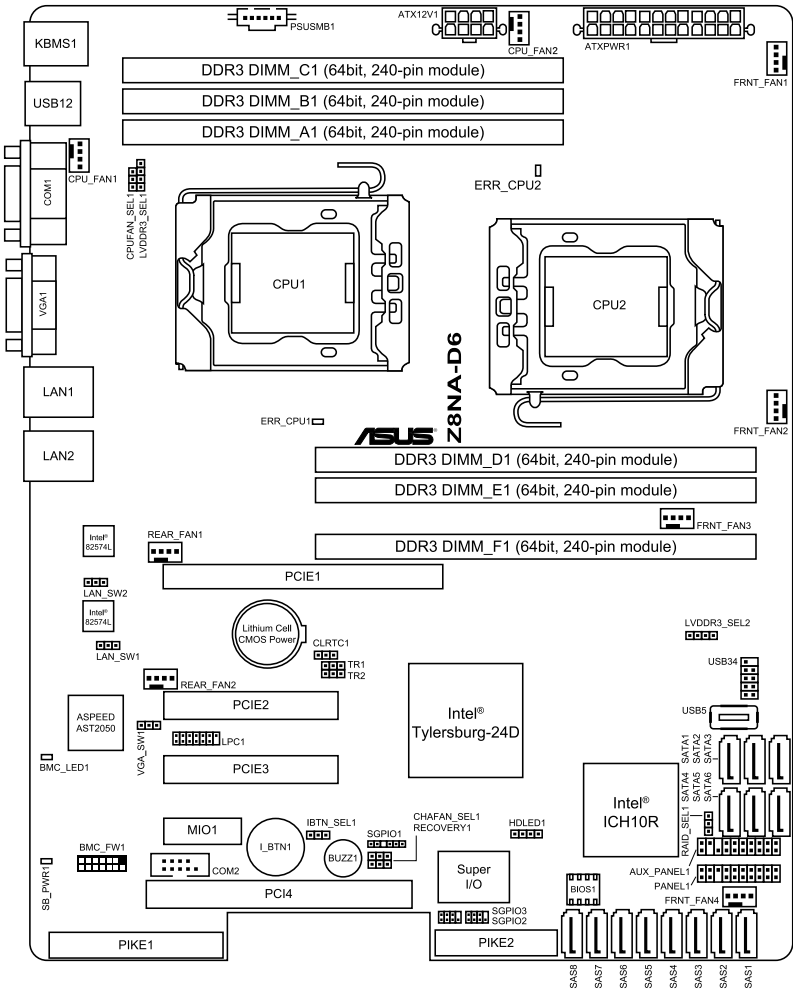 PSUSMB1
ATX12V1
CPU_FAN2
ATXPWR1
KBMS1
FRNT_FAN1
DDR3 DIMM_C1 (64bit, 240-pin module)
USB12
DDR3 DIMM_B1 (64bit, 240-pin module)
DDR3 DIMM_A1 (64bit, 240-pin module)
CPU_FAN1
COM1
CPUFAN_SEL1
LVDDR3_SEL1
ERR_CPU2
VGA1
CPU1
CPU2
LAN1
ERR_CPU1
ASUS
Z8NA-D6
FRNT_FAN2
LAN2
DDR3 DIMM_D1 (64bit, 240-pin module)
DDR3 DIMM_E1 (64bit, 240-pin module)
FRNT_FAN3
DDR3 DIMM_F1 (64bit, 240-pin module)
REAR_FAN1
Intel®
82574L
PCIE1
LAN_SW2
Intel®
82574L
Lithium Cell
CMOS Power
CLRTC1
LVDDR3_SEL2
LAN_SW1
TR1
TR2
USB34
REAR_FAN2
PCIE2
USB5
ASPEED
AST2050
Intel®
Tylersburg-24D
VGA_SW1
LPC1
SATA1
SATA2
SATA3
BMC_LED1
PCIE3
SATA4
SATA5
SATA6
Intel®
ICH10R
RAID_SEL1
MIO1
IBTN_SEL1
CHAFAN_SEL1
RECOVERY1
HDLED1
SGPIO1
I_BTN1
BUZZ1
BMC_FW1
COM2
SB_PWR1
Super
I/O
AUX_PANEL1
PANEL1
BIOS1
FRNT_FAN4
PCI4
SGPIO3
SGPIO2
PIKE1
PIKE2
SAS8
SAS7
SAS6
SAS5
SAS4
SAS3
SAS2
SAS1